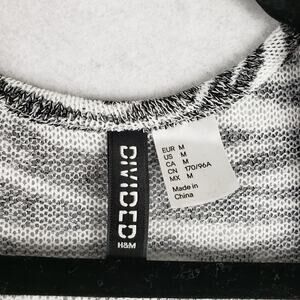 DIVIDED
H&M
EUR M
US M
CA M
CN 170/96A
MX M
Made in
China